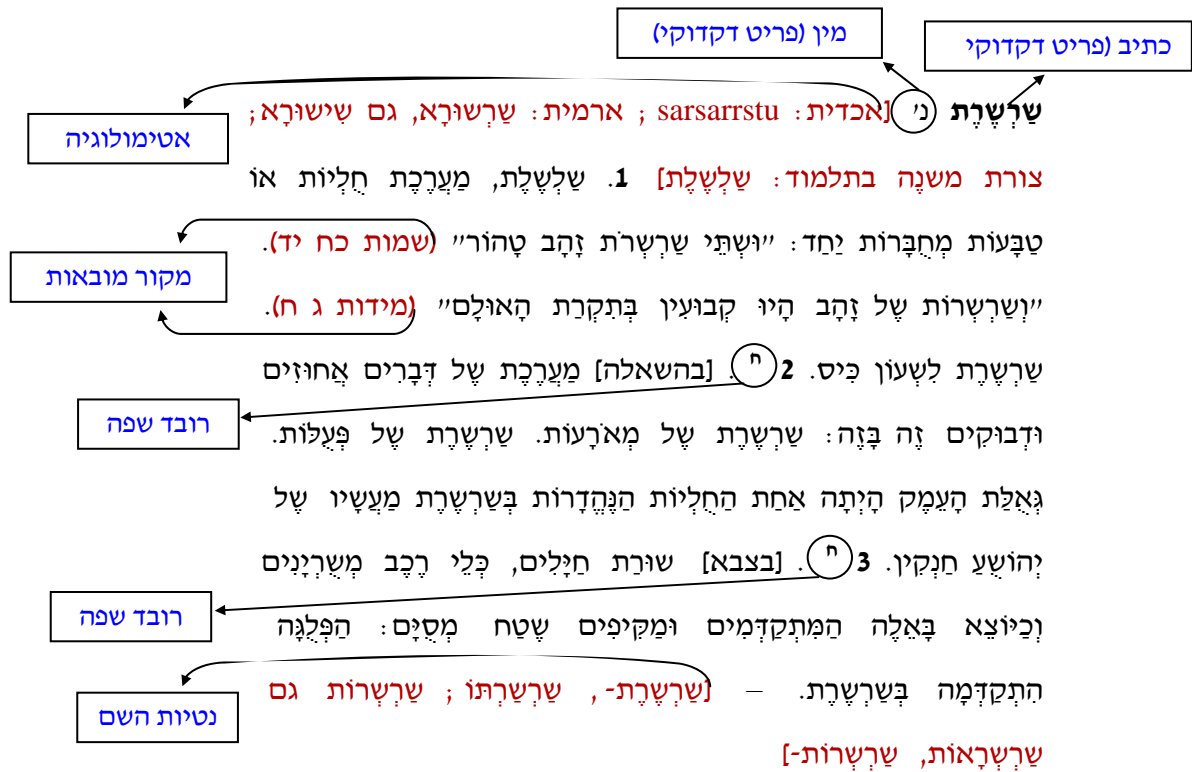 מין (פריט דקדוקי)
כתיב (פריט דקדוקי
שַׁרְשֶׁרֶת נ' [אכדית: sarsarrstu ; ארמית: שַׁרְשׁוּרָא, גם שִׁישׁוּרָא;
אטימולוגיה
צורת משנֶה בתלמוד: שַׁלְשֶׁלֶת] 1. שַׁלְשֶׁלֶת, מַעֲרֶכֶת חֻלְיוֹת אוֹ
טַבָּעוֹת מְחֻבָּרוֹת יַחַד: "וּשְׁתֵּי שַׁרְשְׁרֹת זָהָב טָהוֹר" (שמות כח יד).
מקור מובאות
"וְשַׁרְשְׁרוֹת שֶׁל זָהָב הָיוּ קְבוּעִין בְּתִקְרַת הָאוּלָם" (מידות ג ח).
שַׁרְשֶׁרֶת לִשְׁעוֹן כִּיס. 2 ח. [בהשאלה] מַעֲרֶכֶת שֶׁל דְּבָרִים אֲחוּזִים
רובד שפה
וּדְבוּקִים זֶה בָּזֶה: שַׁרְשֶׁרֶת שֶׁל מְאֹרָעוֹת. שַׁרְשֶׁרֶת שֶׁל פְּעֻלּוֹת.
גְּאֻלַּת הָעֵמֶק הָיְתָה אַחַת הַחֻלְיוֹת הַנֶּהֱדָרוֹת בְּשַׁרְשֶׁרֶת מַעֲשָׂיו שֶׁל
יְהוֹשֻׁעַ חַנְקִין. 3 ח. [בצבא] שׁוּרַת חַיָּלִים, כְּלֵי רֶכֶב מְשֻׁרְיָנִים
רובד שפה
וְכַיּוֹצֵא בָּאֵלֶה הַמִּתְקַדְּמִים וּמַקִּיפִים שֶׁטַח מְסֻיָּם: הַפְּלֻגָּה
הִתְקַדְּמָה בְּשַׁרְשֶׁרֶת. – [שַׁרְשֶׁרֶת-, שַׁרְשַׁרְתּוֹ; שַׁרְשְׁרוֹת גם
נטיות השם
שַׁרְשְׁרָאוֹת, שַׁרְשְׁרוֹת-]